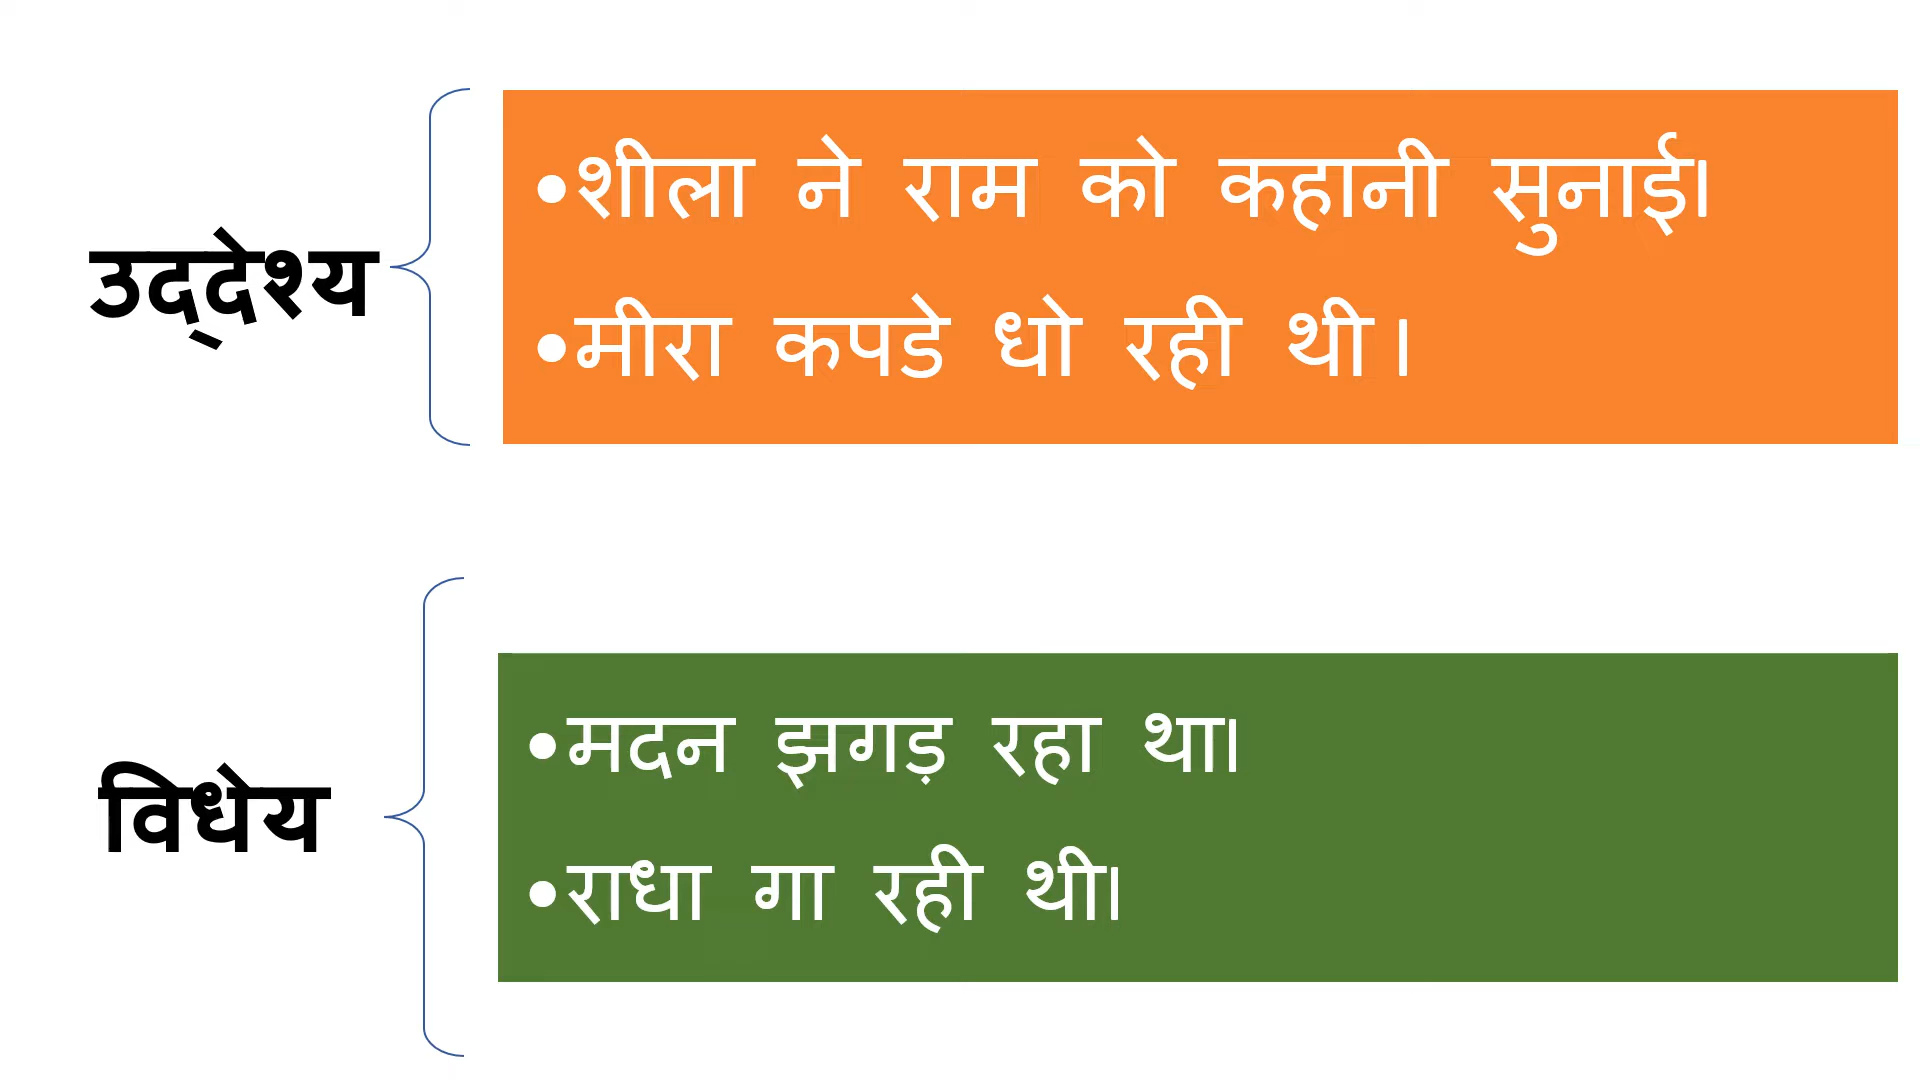 उद्‌देश्य
•शीला ने राम को कहानी सुनाई।
•मीरा कपडे धो रही थी ।
विधेय
•मदन झगड़ रहा था।
•राधा गा रही थी।